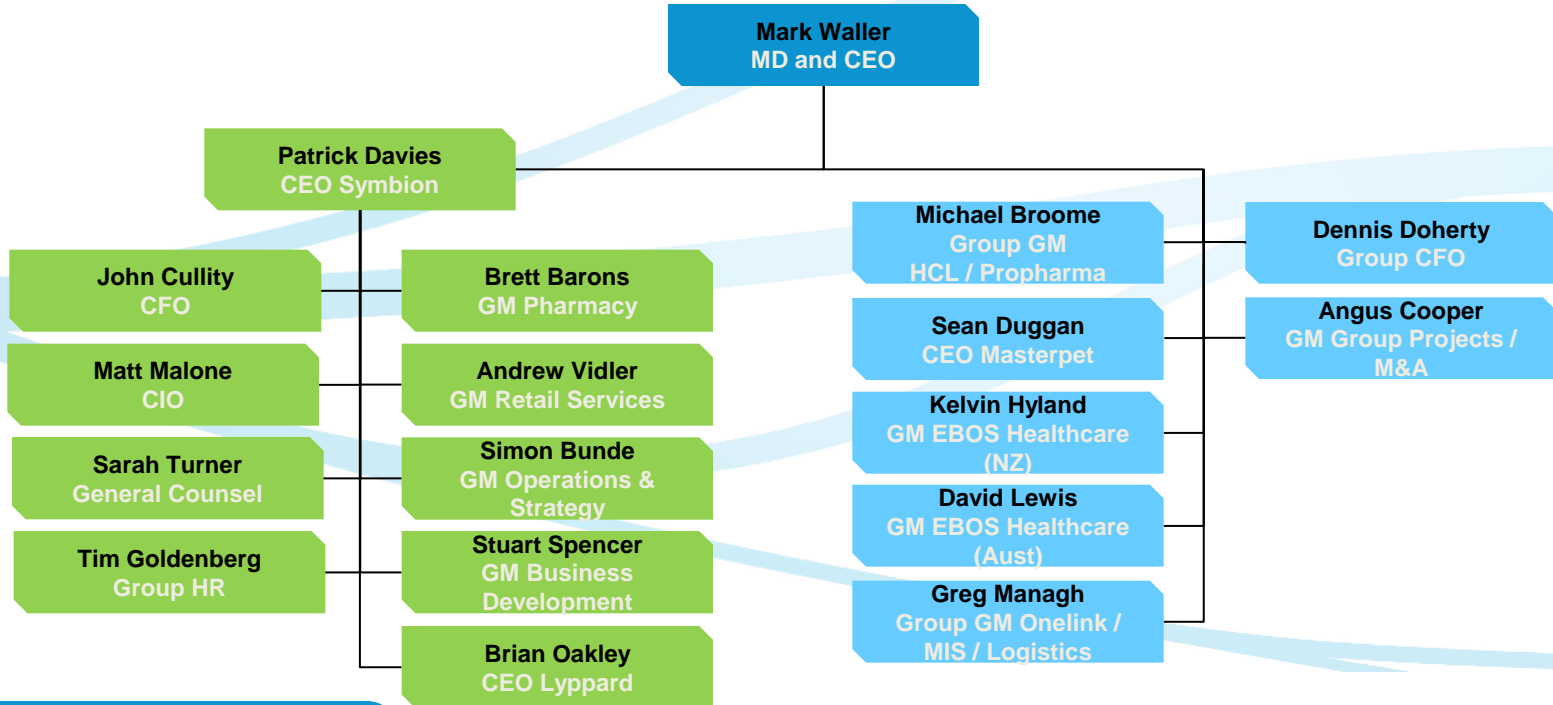 Mark Waller
MD and CEO
Patrick Davies
CEO Symbion
John Cullity
CFO
Matt Malone
CIO
Sarah Turner
General Counsel
Tim Goldenberg
Group HR
Brett Barons
GM Pharmacy
Andrew Vidler
GM Retail Services
Simon Bunde
GM Operations &
Strategy
Stuart Spencer
GM Business
Development
Brian Oakley
CEO Lyppard
Michael Broome
Group GM
HCL / Propharma
Sean Duggan
CEO Masterpet
Kelvin Hyland
GM EBOS Healthcare
(NZ)
David Lewis
GM EBOS Healthcare
(Aust)
Greg Managh
Group GM Onelink /
MIS / Logistics
Dennis Doherty
Group CFO
Angus Cooper
GM Group Projects /
M&A